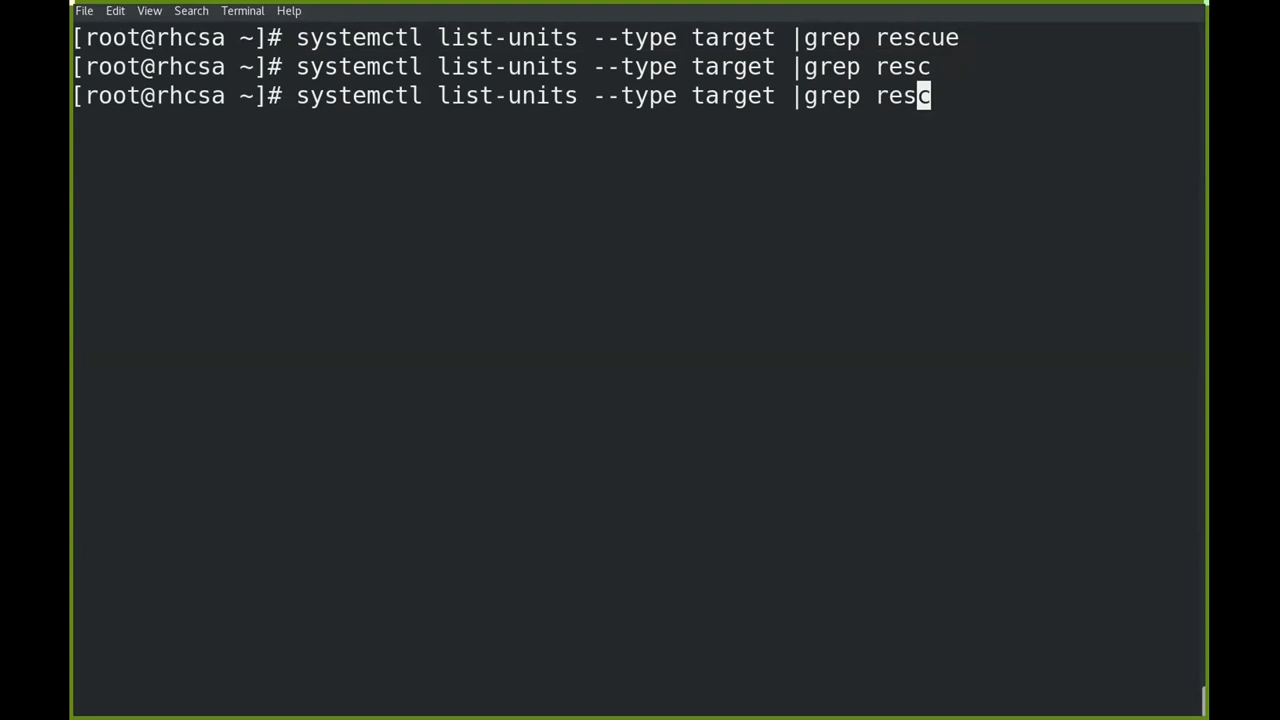 File Edit View Search Terminal Help
[root@rhcsa ~]# systemctl list-units --type target |grep rescue
[root@rhcsa ~]# systemctl list-units --type target |grep resc
[root@rhcsa ~]# systemctl list-units --type target |grep resc